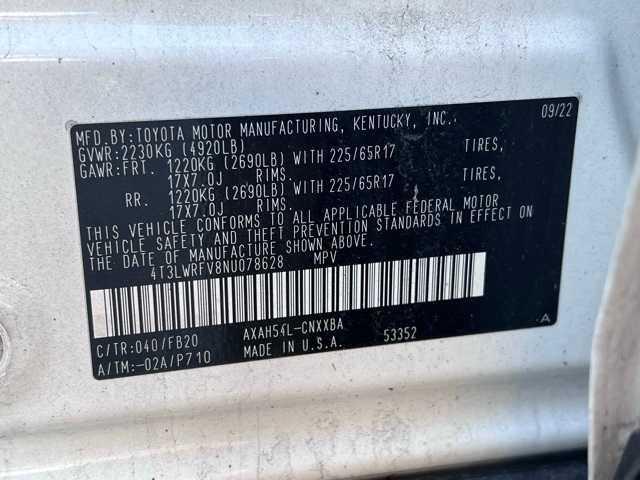 MFD. BY: TOYOTA MOTOR MANUFACTURING, KENTUCKY, INC. 09/22
GVWR: 2230KG (4920LB)
GAWR: FRT. 1220KG (2690LB) WITH 225/65R17 TIRES,
17X7.0J RIMS.
RR. 1220KG (2690LB) WITH 225/65R17 TIRES,
17X7.0J RIMS.
THIS VEHICLE CONFORMS TO ALL APPLICABLE FEDERAL MOTOR
VEHICLE SAFETY AND THEFT PREVENTION STANDARDS IN EFFECT ON
THE DATE OF MANUFACTURE SHOWN ABOVE.
4T3LWRFV8NU078628 MPV
C/TR: 040/FB20 AXAH54L-CNXXBA A
A/TM: -02A/P710 MADE IN U.S.A. 53352